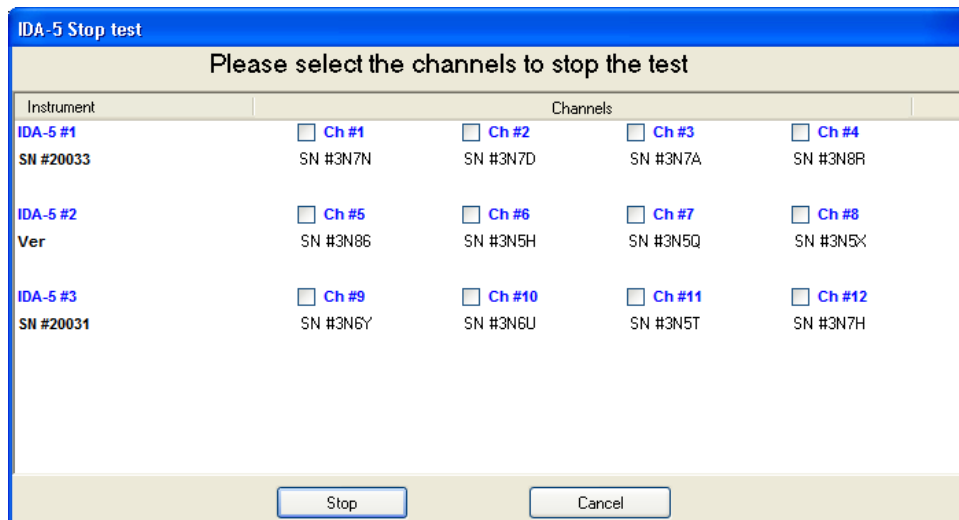 IDA-5 Stop test
Please select the channels to stop the test
Instrument Channels
IDA-5 #1 Ch #1 Ch #2 Ch #3 Ch #4
SN #20033 SN #3N7N SN #3N7D SN #3N7A SN #3N8R
IDA-5 #2 Ch #5 Ch #6 Ch #7 Ch #8
Ver SN #3N86 SN #3N5H SN #3N5Q SN #3N5X
IDA-5 #3 Ch #9 Ch #10 Ch #11 Ch #12
SN #20031 SN #3N6Y SN #3N6U SN #3N5T SN #3N7H
Stop Cancel